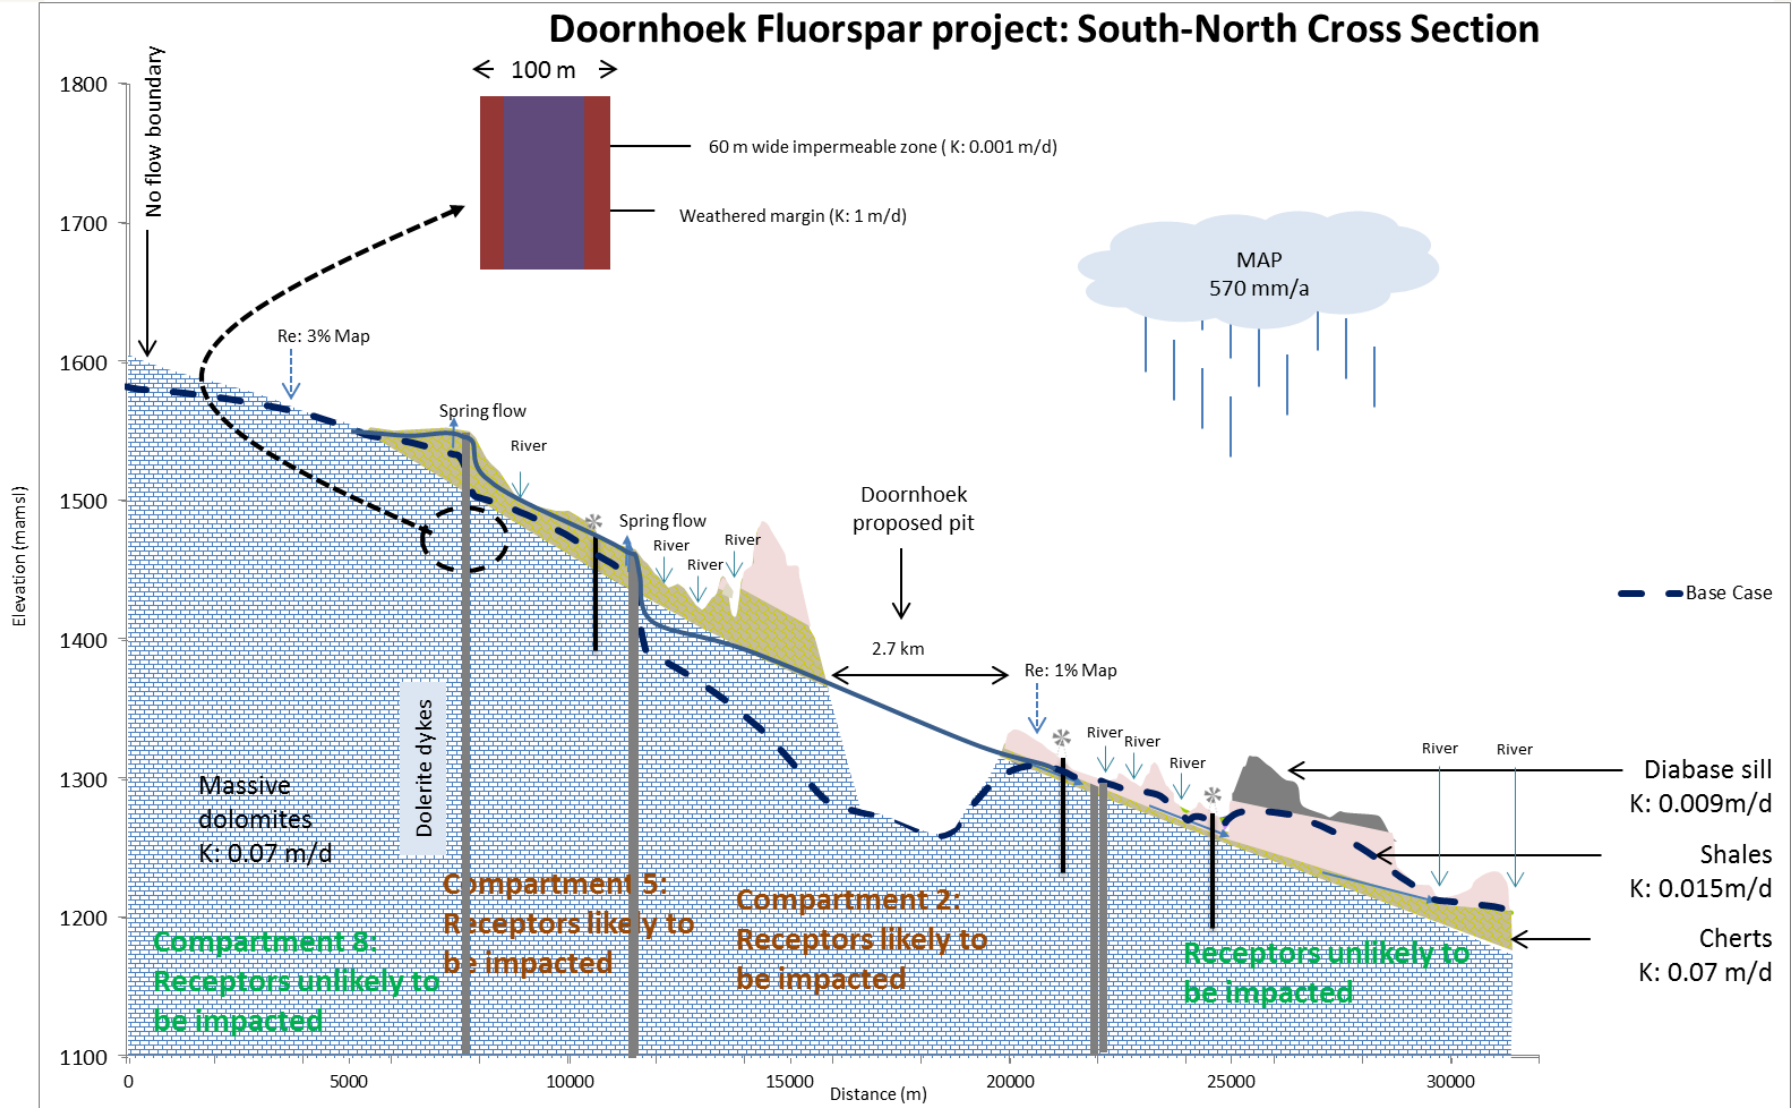 Doornhoek Fluorspar project: South-North Cross Section
100 m
No flow boundary
1800
1700
1600
1500
1400
1300
1200
1100
Elevation (mamsl)
60 m wide impermeable zone ( K: 0.001 m/d)
Weathered margin (K: 1 m/d)
MAP
570 mm/a
Re: 3% Map
Spring flow
River
Spring flow
River
River
River
Doornhoek
proposed pit
2.7 km
Re: 1% Map
River
River
River
River
River
Base Case
Diabase sill
K: 0.009m/d
Shales
K: 0.015m/d
Cherts
K: 0.07 m/d
Massive
dolomites
K: 0.07 m/d
Dolerite dykes
Compartment 8:
Receptors unlikely to
be impacted
Compartment 5:
Receptors likely to
be impacted
Compartment 2:
Receptors likely to
be impacted
Receptors unlikely to
be impacted
0
5000
10000
15000
20000
25000
30000
Distance (m)